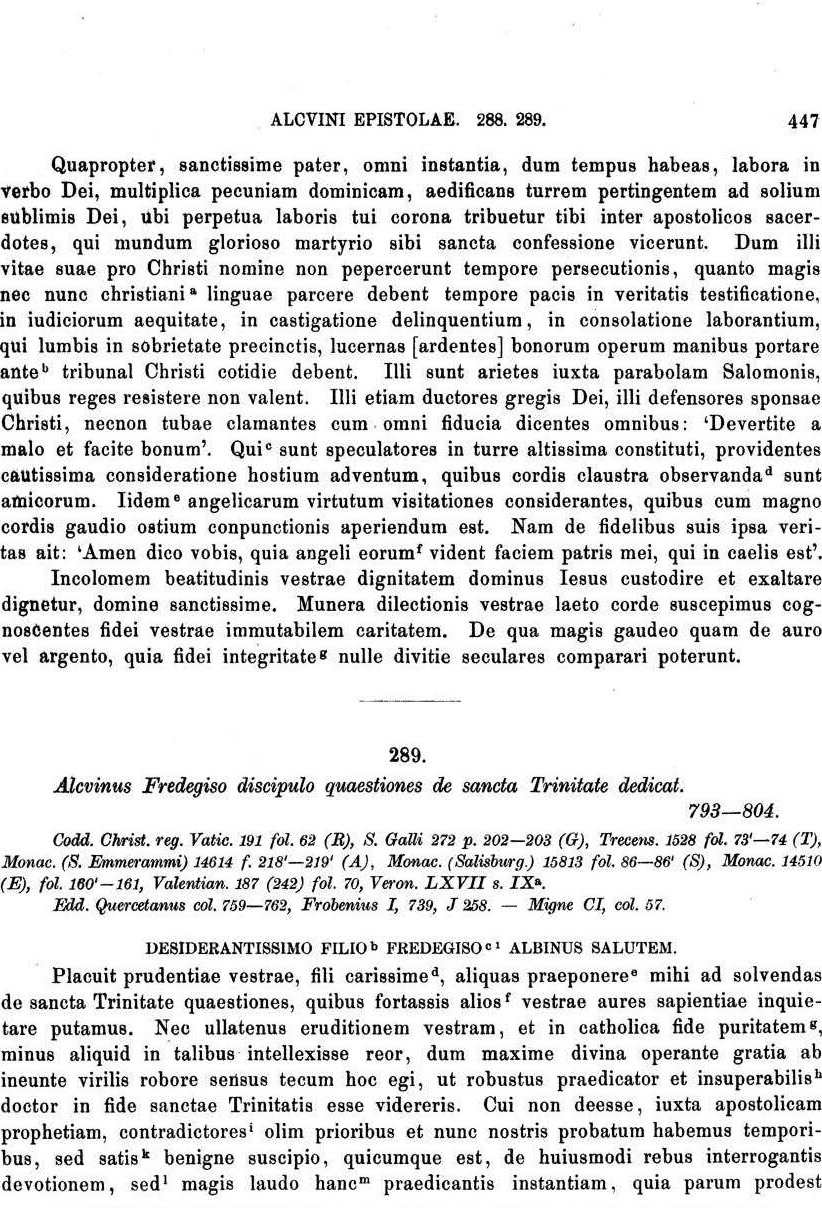 ALCVINI EPISTOLAE. 288. 289. 447
Quapropter, sanctissime pater, omni instantia, dum tempus habeas, labora in
verbo Dei, multiplica pecuniam dominicam, aedificans turrem pertingentem ad solium
sublimis Dei, ubi perpetua laboris tui corona tribuetur tibi inter apostolicos sacer-
dotes, qui mundum glorioso martyrio sibi sancta confessione vicerunt. Dum illi
vitae suae pro Christi nomine non pepercerunt tempore persecutionis, quanto magis
nec nunc christiani ᵃ linguae parcere debent tempore pacis in veritatis testificatione,
in iudiciorum aequitate, in castigatione delinquentium, in consolatione laborantium,
qui lumbis in sobrietate precinctis, lucernas [ardentes] bonorum operum manibus portare
ante ᵇ tribunal Christi cotidie debent. Illi sunt arietes iuxta parabolam Salomonis,
quibus reges resistere non valent. Illi etiam ductores gregis Dei, illi defensores sponsae
Christi, necnon tubae clamantes cum omni fiducia dicentes omnibus: ‘Devertite a
malo et facite bonum’. Qui ᶜ sunt speculatores in turre altissima constituti, providentes
cautissima consideratione hostium adventum, quibus cordis claustra observanda ᵈ sunt
amicorum. Iidem ᵉ angelicarum virtutum visitationes considerantes, quibus cum magno
cordis gaudio ostium conpunctionis aperiendum est. Nam de fidelibus suis ipsa veri-
tas ait: ‘Amen dico vobis, quia angeli eorum ᶠ vident faciem patris mei, qui in caelis est’.
Incolomem beatitudinis vestrae dignitatem dominus Iesus custodire et exaltare
dignetur, domine sanctissime. Munera dilectionis vestrae laeto corde suscepimus cog-
noscentes fidei vestrae immutabilem caritatem. De qua magis gaudeo quam de auro
vel argento, quia fidei integritate ᵍ nulle divitie seculares comparari poterunt.
289.
Alcvinus Fredegiso discipulo quaestiones de sancta Trinitate dedicat.
793—804.
Codd. Christ. reg. Vatic. 191 fol. 62 (R), S. Galli 272 p. 202—203 (G), Trecens. 1528 fol. 73'—74 (T),
Monac. (S. Emmerammi) 14614 f. 218'—219' (A), Monac. (Salisburg.) 15813 fol. 86—86' (S), Monac. 14510
(E), fol. 160'—161, Valentian. 187 (242) fol. 70, Veron. LXVII s. IXᵃ.
Edd. Quercetanus col. 759—762, Frobenius I, 739, J 258. — Migne CI, col. 57.
DESIDERANTISSIMO FILIO ᵇ FREDEGISO ᶜ ¹ ALBINUS SALUTEM.
Placuit prudentiae vestrae, fili carissime ᵈ, aliquas praeponere ᵉ mihi ad solvendas
de sancta Trinitate quaestiones, quibus fortassis alios ᶠ vestrae aures sapientiae inquie-
tare putamus. Nec ullatenus eruditionem vestram, et in catholica fide puritatem ᵍ,
minus aliquid in talibus intellexisse reor, dum maxime divina operante gratia ab
ineunte virilis robore sensus tecum hoc egi, ut robustus praedicator et insuperabilis ʰ
doctor in fide sanctae Trinitatis esse videreris. Cui non deesse, iuxta apostolicam
prophetiam, contradictores ⁱ olim prioribus et nunc nostris probatum habemus tempori-
bus, sed satis ᵏ benigne suscipio, quicumque est, de huiusmodi rebus interrogantis
devotionem, sed ˡ magis laudo hanc ᵐ praedicantis instantiam, quia parum prodest